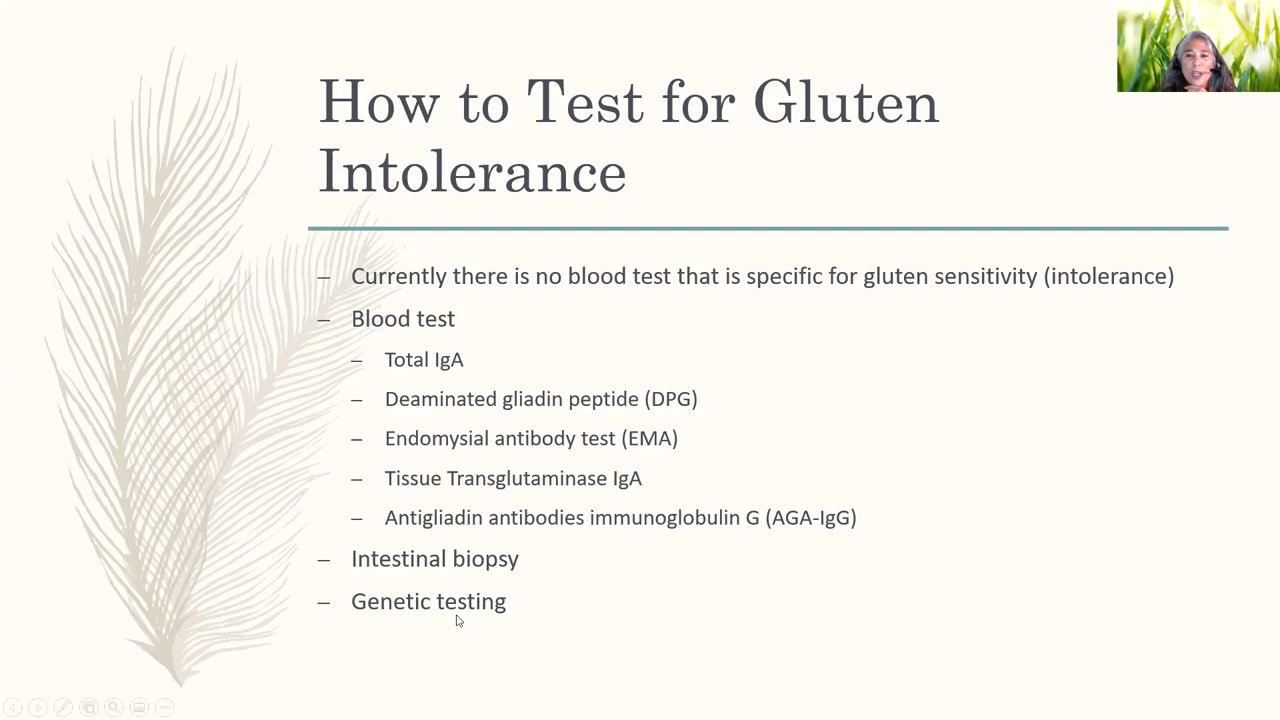 How to Test for Gluten
Intolerance
– Currently there is no blood test that is specific for gluten sensitivity (intolerance)
– Blood test
– Total IgA
– Deaminated gliadin peptide (DPG)
– Endomysial antibody test (EMA)
– Tissue Transglutaminase IgA
– Antigliadin antibodies immunoglobulin G (AGA-IgG)
– Intestinal biopsy
– Genetic testing